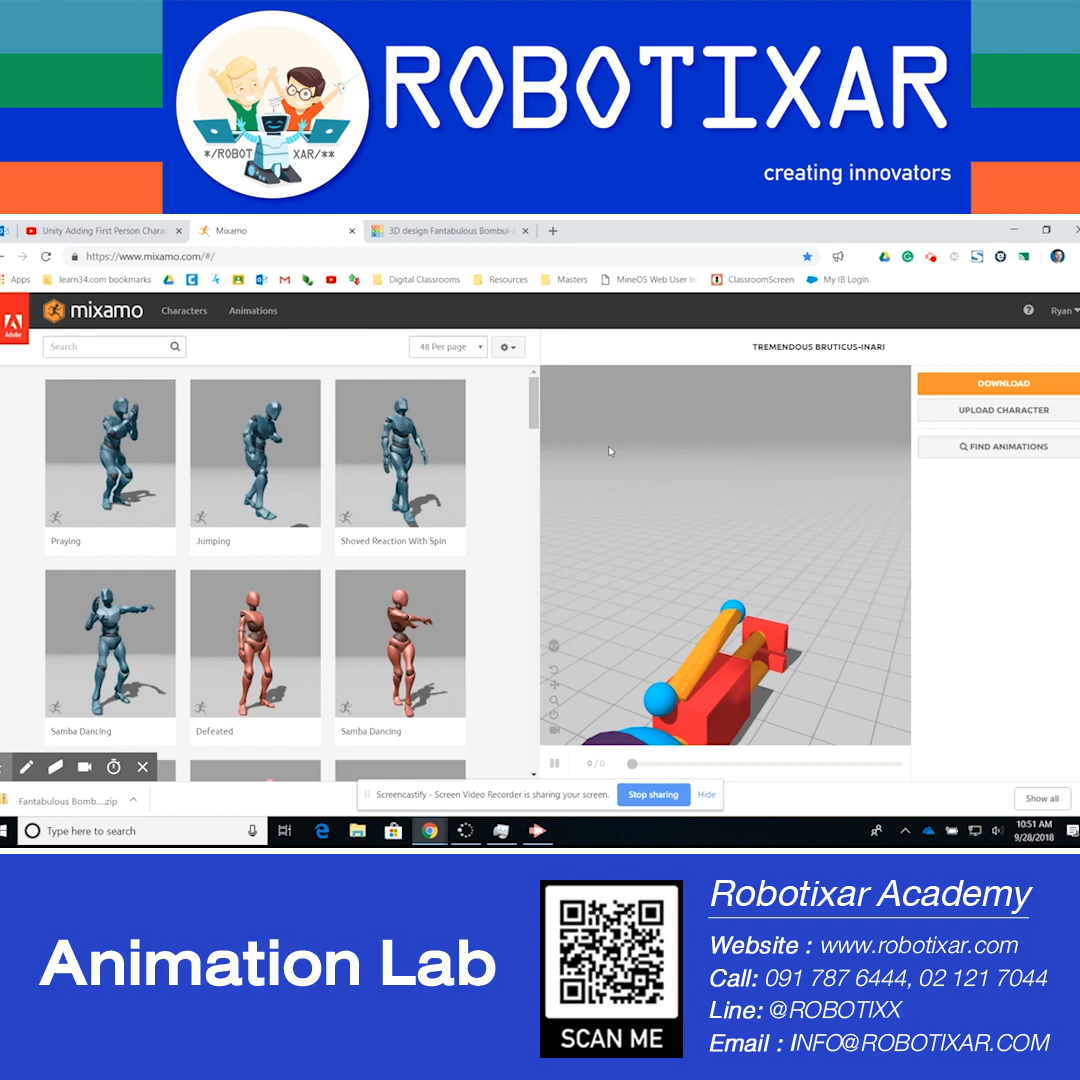 ROBOTIXAR
*/ROBOT XAR/**
creating innovators
Unity Adding First Person Charac
Mixamo
3D design Fantabulous Bombul-
https://www.mixamo.com/#/
Apps
learn34.com bookmarks
Digital Classrooms
Resources
Masters
MineOS Web User In
ClassroomScreen
My IB Login
Adobe
mixamo
Characters
Animations
Ryan
Search
48 Per page
TREMENDOUS BRUTICUS-INARI
DOWNLOAD
UPLOAD CHARACTER
FIND ANIMATIONS
Praying
Jumping
Shoved Reaction With Spin
Samba Dancing
Defeated
Samba Dancing
0 / 0
Fantabulous Bomb....zip
Screencastify - Screen Video Recorder is sharing your screen.
Stop sharing
Hide
Show all
Type here to search
10:51 AM
9/28/2018
Animation Lab
SCAN ME
Robotixar Academy
Website : www.robotixar.com
Call: 091 787 6444, 02 121 7044
Line: @ROBOTIXX
Email : INFO@ROBOTIXAR.COM